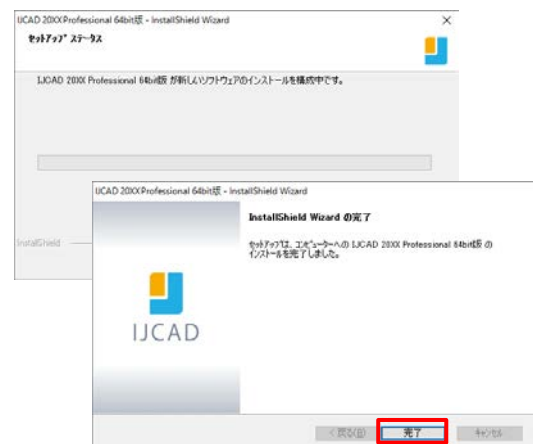 IJCAD 20XX Professional 64bit版 - InstallShield Wizard
セットアップ ステータス
IJCAD 20XX Professional 64bit版 が新しいソフトウェアのインストールを構成中です。
InstallShield
IJCAD 20XX Professional 64bit版 - InstallShield Wizard
InstallShield Wizard の完了
セットアップは、コンピューターへの IJCAD 20XX Professional 64bit版 の
インストールを完了しました。
IJCAD
< 戻る(B)
完了
キャンセル